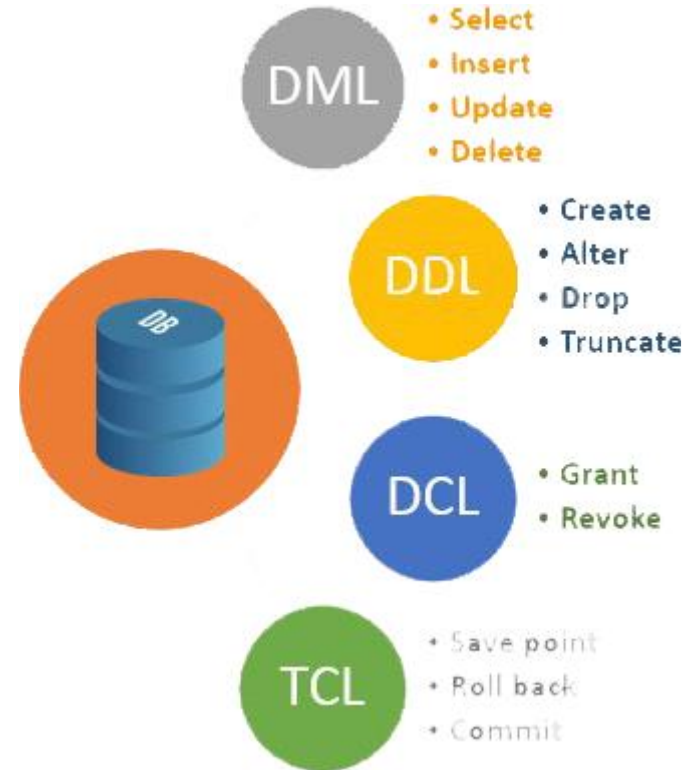 DML
• Select
• Insert
• Update
• Delete
DDL
• Create
• Alter
• Drop
• Truncate
DB
DCL
• Grant
• Revoke
TCL
• Save point
• Roll back
• Commit